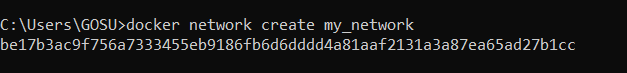 C:\Users\GOSU>docker network create my_network
be17b3ac9f756a7333455eb9186fb6d6dddd4a81aaf2131a3a87ea65ad27b1cc